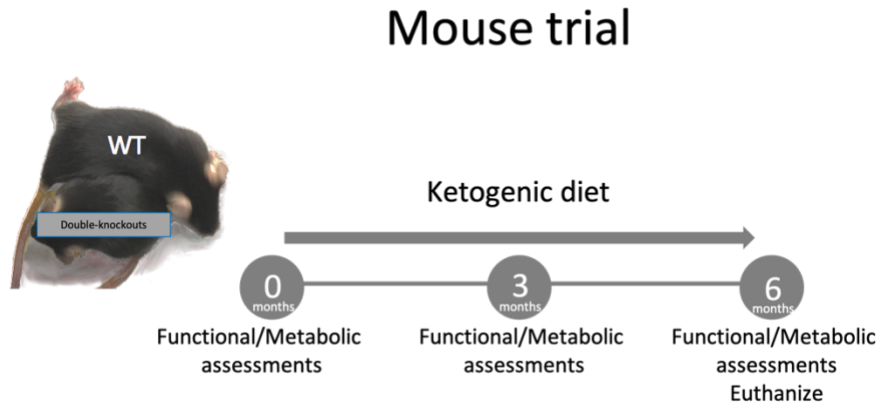 Mouse trial
WT
Double-knockouts
Ketogenic diet
0
months
3
months
6
months
Functional/Metabolic
assessments
Functional/Metabolic
assessments
Functional/Metabolic
assessments
Euthanize